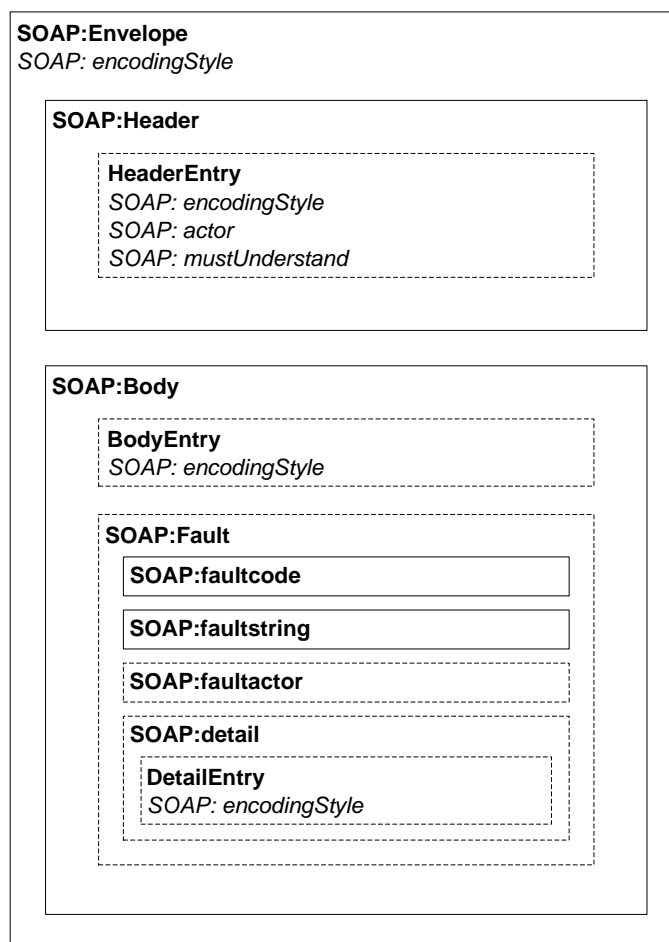 SOAP:Envelope
SOAP: encodingStyle
SOAP:Header
HeaderEntry
SOAP: encodingStyle
SOAP: actor
SOAP: mustUnderstand
SOAP:Body
BodyEntry
SOAP: encodingStyle
SOAP:Fault
SOAP:faultcode
SOAP:faultstring
SOAP:faultactor
SOAP:detail
DetailEntry
SOAP: encodingStyle